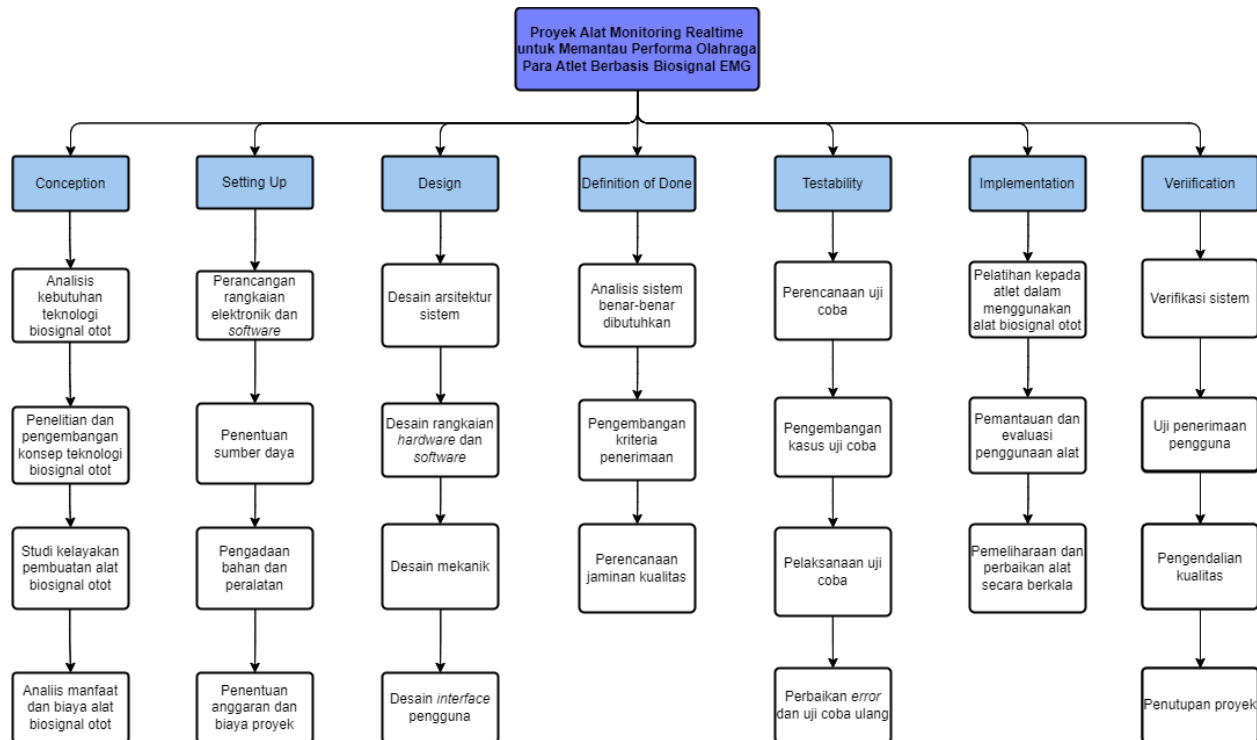 Proyek Alat Monitoring Realtime
untuk Memantau Performa Olahraga
Para Atlet Berbasis Biosignal EMG
Conception
Setting Up
Design
Definition of Done
Testability
Implementation
Veriification
Analisis
kebutuhan
teknologi
biosignal otot
Perancangan
rangkaian
elektronik dan
software
Desain arsitektur
sistem
Analisis sistem
benar-benar
dibutuhkan
Perencanaan uji
coba
Pelatihan kepada
atlet dalam
menggunakan
alat biosignal otot
Verifikasi sistem
Penelitian dan
pengembangan
konsep teknologi
biosignal otot
Penentuan
sumber daya
Desain rangkaian
hardware dan
software
Pengembangan
kriteria
penerimaan
Pengembangan
kasus uji coba
Pemantauan dan
evaluasi
penggunaan alat
Uji penerimaan
pengguna
Studi kelayakan
pembuatan alat
biosignal otot
Pengadaan
bahan dan
peralatan
Desain mekanik
Perencanaan
jaminan kualitas
Pelaksanaan uji
coba
Pemeliharaan dan
perbaikan alat
secara berkala
Pengendalian
kualitas
Analiis manfaat
dan biaya alat
biosignal otot
Penentuan
anggaran dan
biaya proyek
Desain interface
pengguna
Perbaikan error
dan uji coba ulang
Penutupan proyek